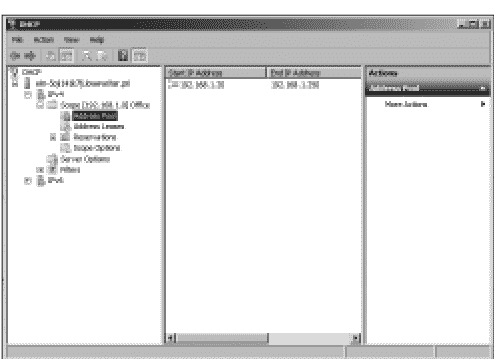 DHCP
File Action View Help
DHCP
IPv4
Scope [192.168.1.0] Office
Address Pool
Address Leases
Reservations
Scope Options
Server Options
Filters
IPv6
Start IP Address End IP Address
192.168.1.20
192.168.1.250
Actions
Address Pool
More Actions